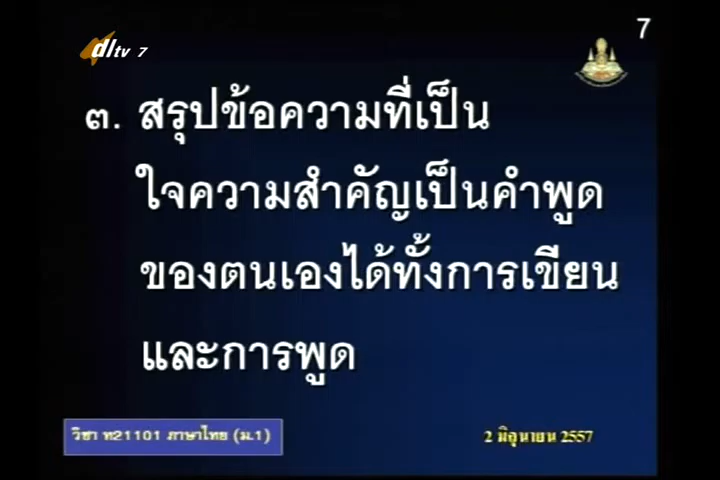 7
dltv 7
๓. สรุปข้อความที่เป็น
ใจความสำคัญเป็นคำพูด
ของตนเองได้ทั้งการเขียน
และการพูด
วิชา ท21101 ภาษาไทย (ม.1)
2 มิถุนายน 2557